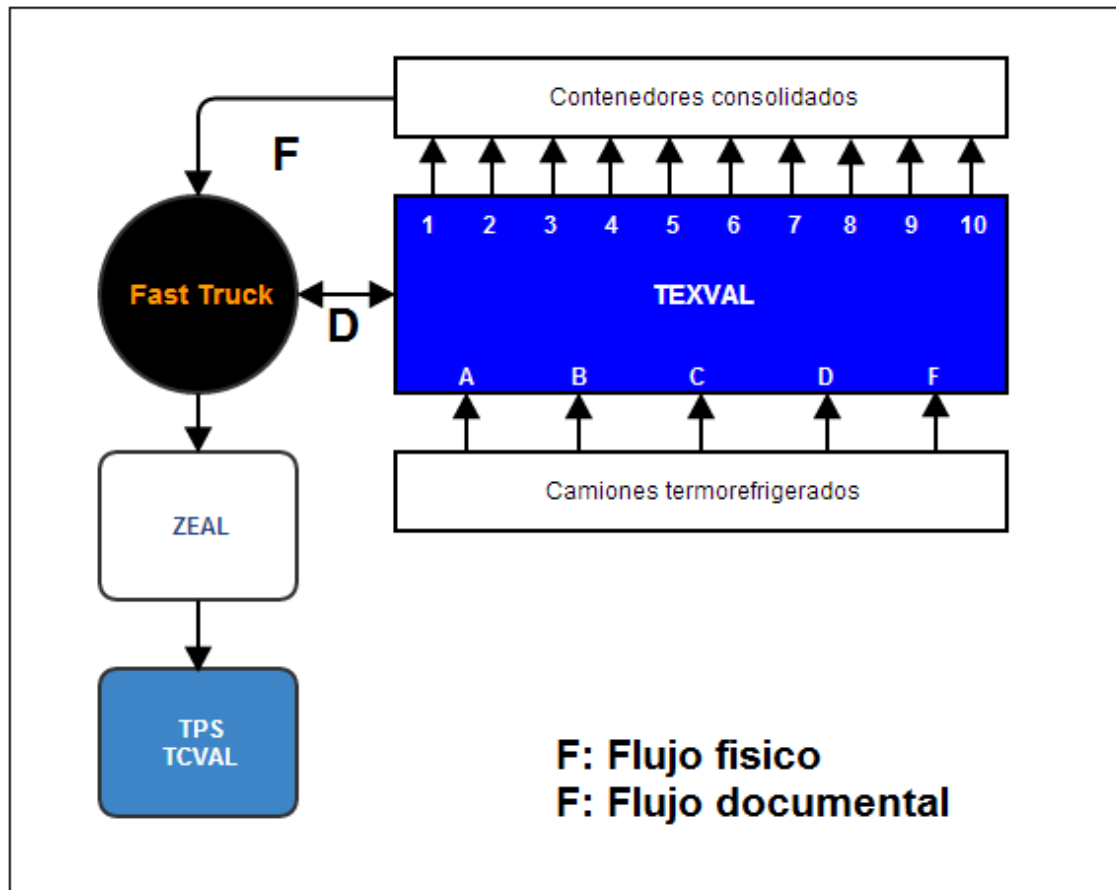 Contenedores consolidados
F
1 2 3 4 5 6 7 8 9 10
Fast Truck
TEXVAL
D
A B C D F
Camiones termorefrigerados
ZEAL
TPS
TCVAL
F: Flujo fisico
F: Flujo documental